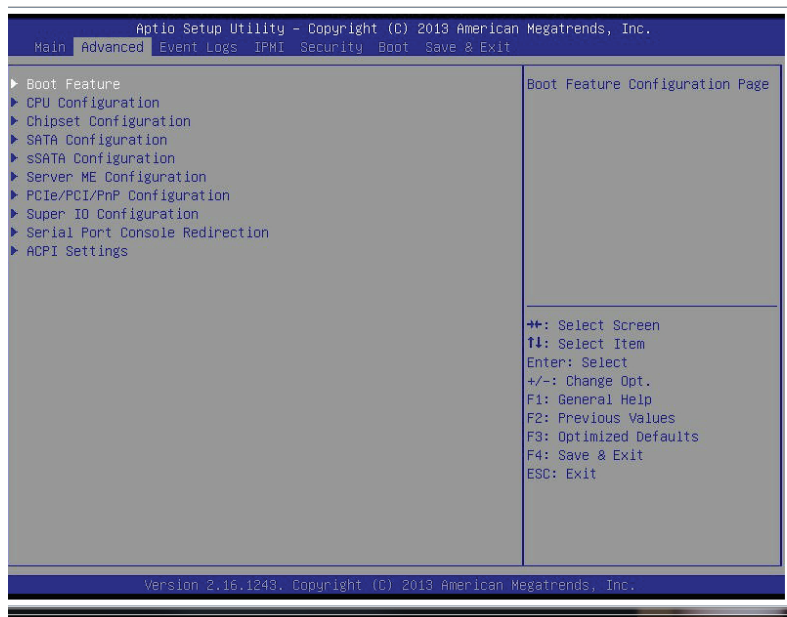 Aptio Setup Utility – Copyright (C) 2013 American Megatrends, Inc.
Main Advanced Event Logs IPMI Security Boot Save & Exit
▶ Boot Feature
▶ CPU Configuration
▶ Chipset Configuration
▶ SATA Configuration
▶ sSATA Configuration
▶ Server ME Configuration
▶ PCIe/PCI/PnP Configuration
▶ Super IO Configuration
▶ Serial Port Console Redirection
▶ ACPI Settings
Boot Feature Configuration Page
→←: Select Screen
↑↓: Select Item
Enter: Select
+/-: Change Opt.
F1: General Help
F2: Previous Values
F3: Optimized Defaults
F4: Save & Exit
ESC: Exit
Version 2.16.1243. Copyright (C) 2013 American Megatrends, Inc.